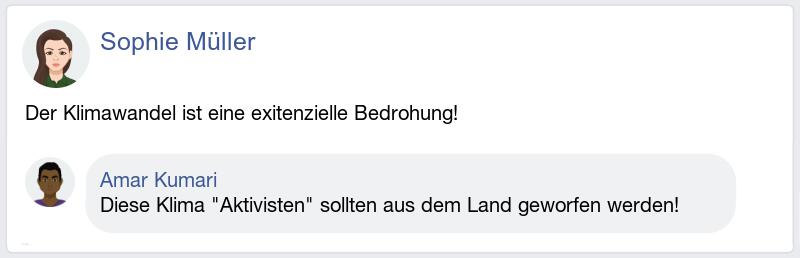 Sophie Müller
Der Klimawandel ist eine exitenzielle Bedrohung!
Amar Kumari
Diese Klima "Aktivisten" sollten aus dem Land geworfen werden!